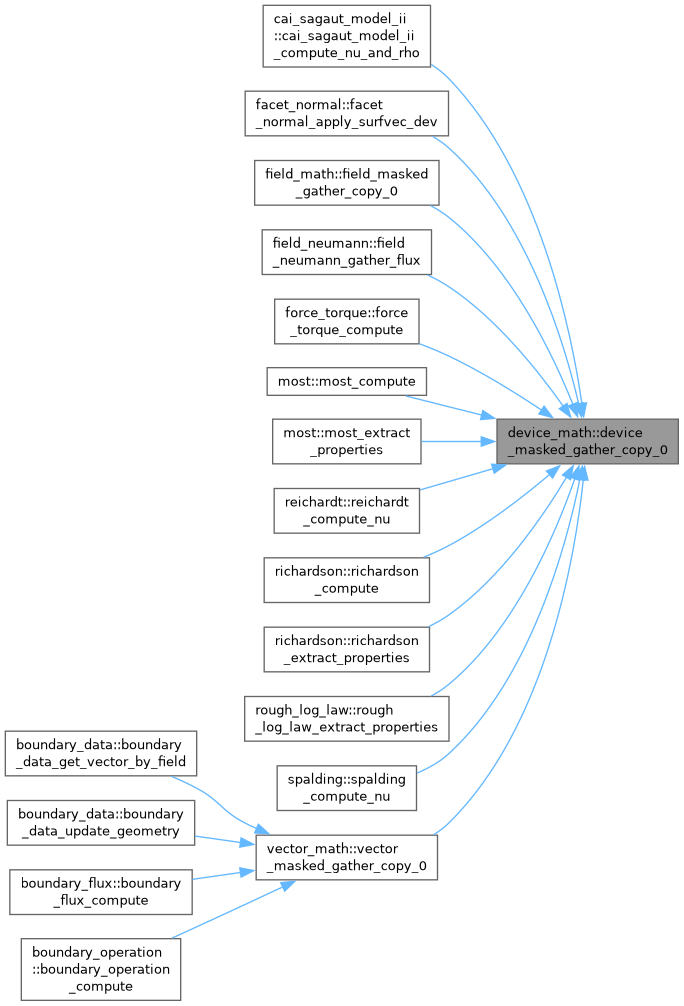 cai_sagaut_model_ii
::cai_sagaut_model_ii
_compute_nu_and_rho
facet_normal::facet
_normal_apply_surfvec_dev
field_math::field_masked
_gather_copy_0
field_neumann::field
_neumann_gather_flux
force_torque::force
_torque_compute
most::most_compute
most::most_extract
_properties
device_math::device
_masked_gather_copy_0
reichardt::reichardt
_compute_nu
richardson::richardson
_compute
richardson::richardson
_extract_properties
rough_log_law::rough
_log_law_extract_properties
spalding::spalding
_compute_nu
boundary_data::boundary
_data_get_vector_by_field
boundary_data::boundary
_data_update_geometry
vector_math::vector
_masked_gather_copy_0
boundary_flux::boundary
_flux_compute
boundary_operation
::boundary_operation
_compute